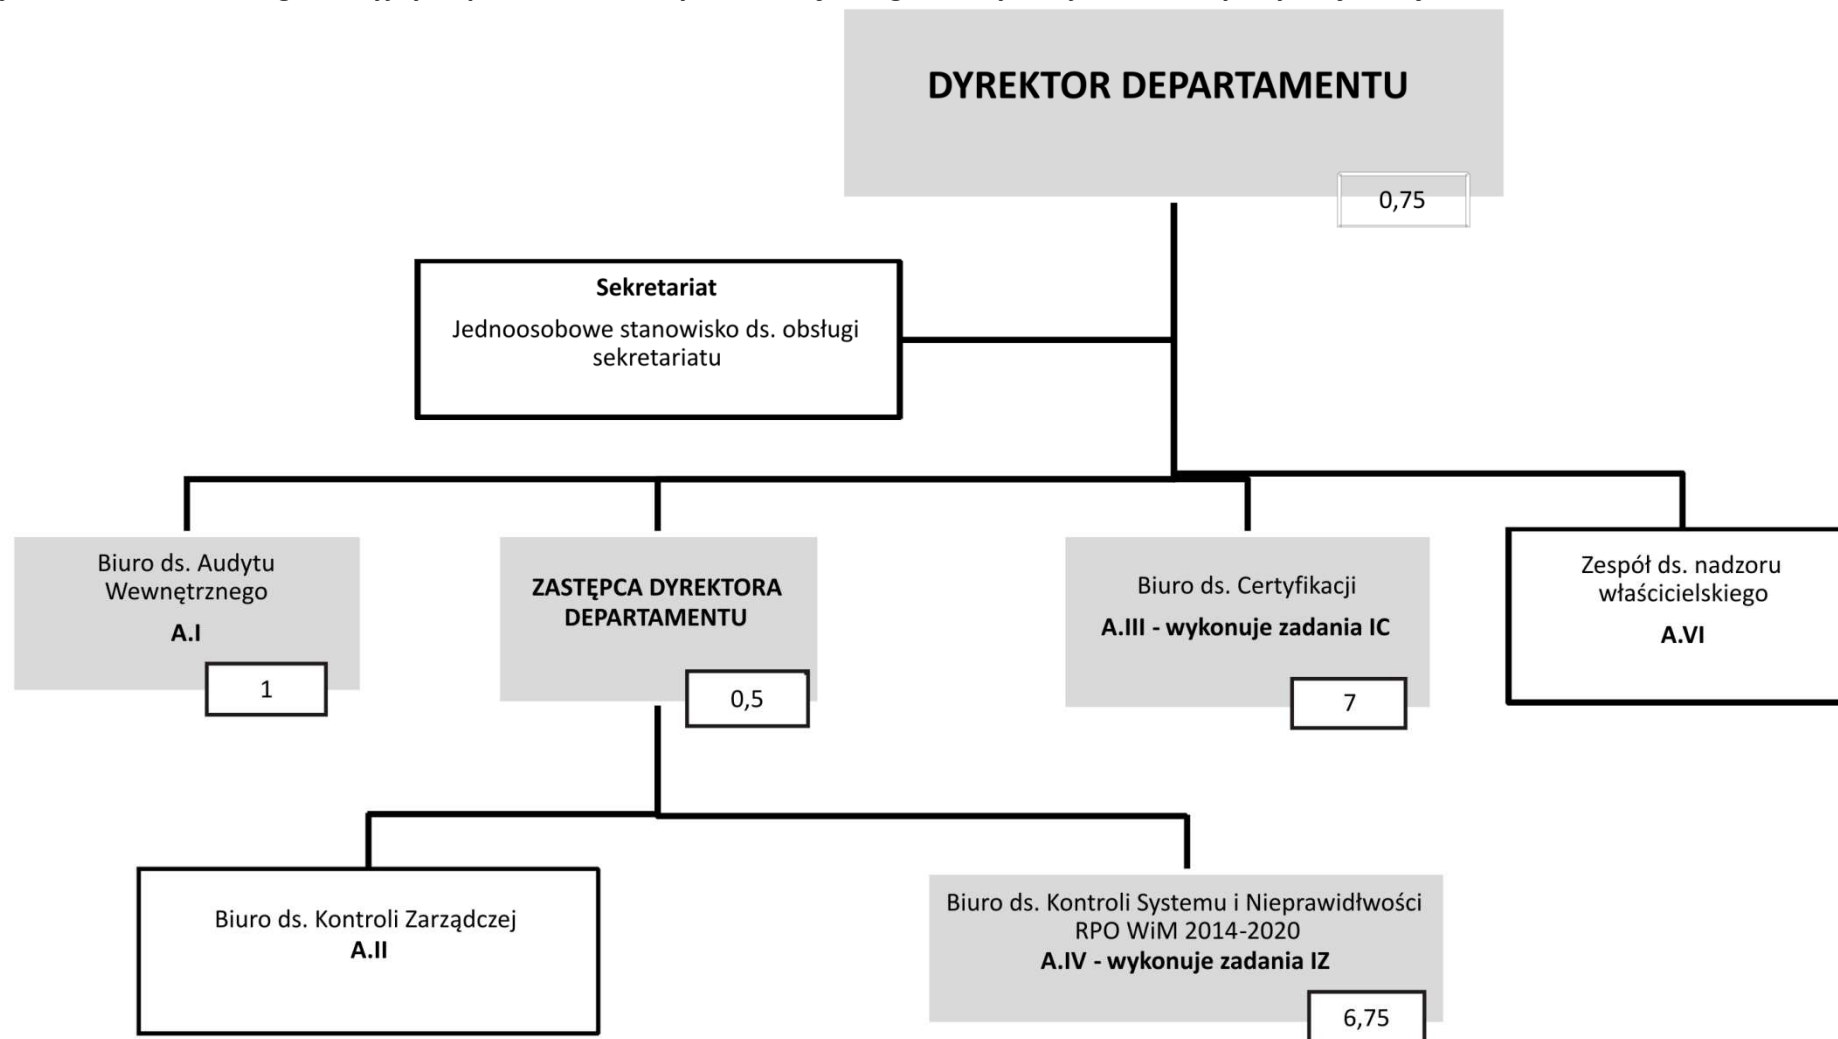 DYREKTOR DEPARTAMENTU
0,75
Sekretariat
Jednoosobowe stanowisko ds. obsługi
sekretariatu
Biuro ds. Audytu
Wewnętrznego
A.I
1
ZASTĘPCA DYREKTORA
DEPARTAMENTU
0,5
Biuro ds. Certyfikacji
A.III - wykonuje zadania IC
7
Zespół ds. nadzoru
właścicielskiego
A.VI
Biuro ds. Kontroli Zarządczej
A.II
Biuro ds. Kontroli Systemu i Nieprawidłwości
RPO WiM 2014-2020
A.IV - wykonuje zadania IZ
6,75